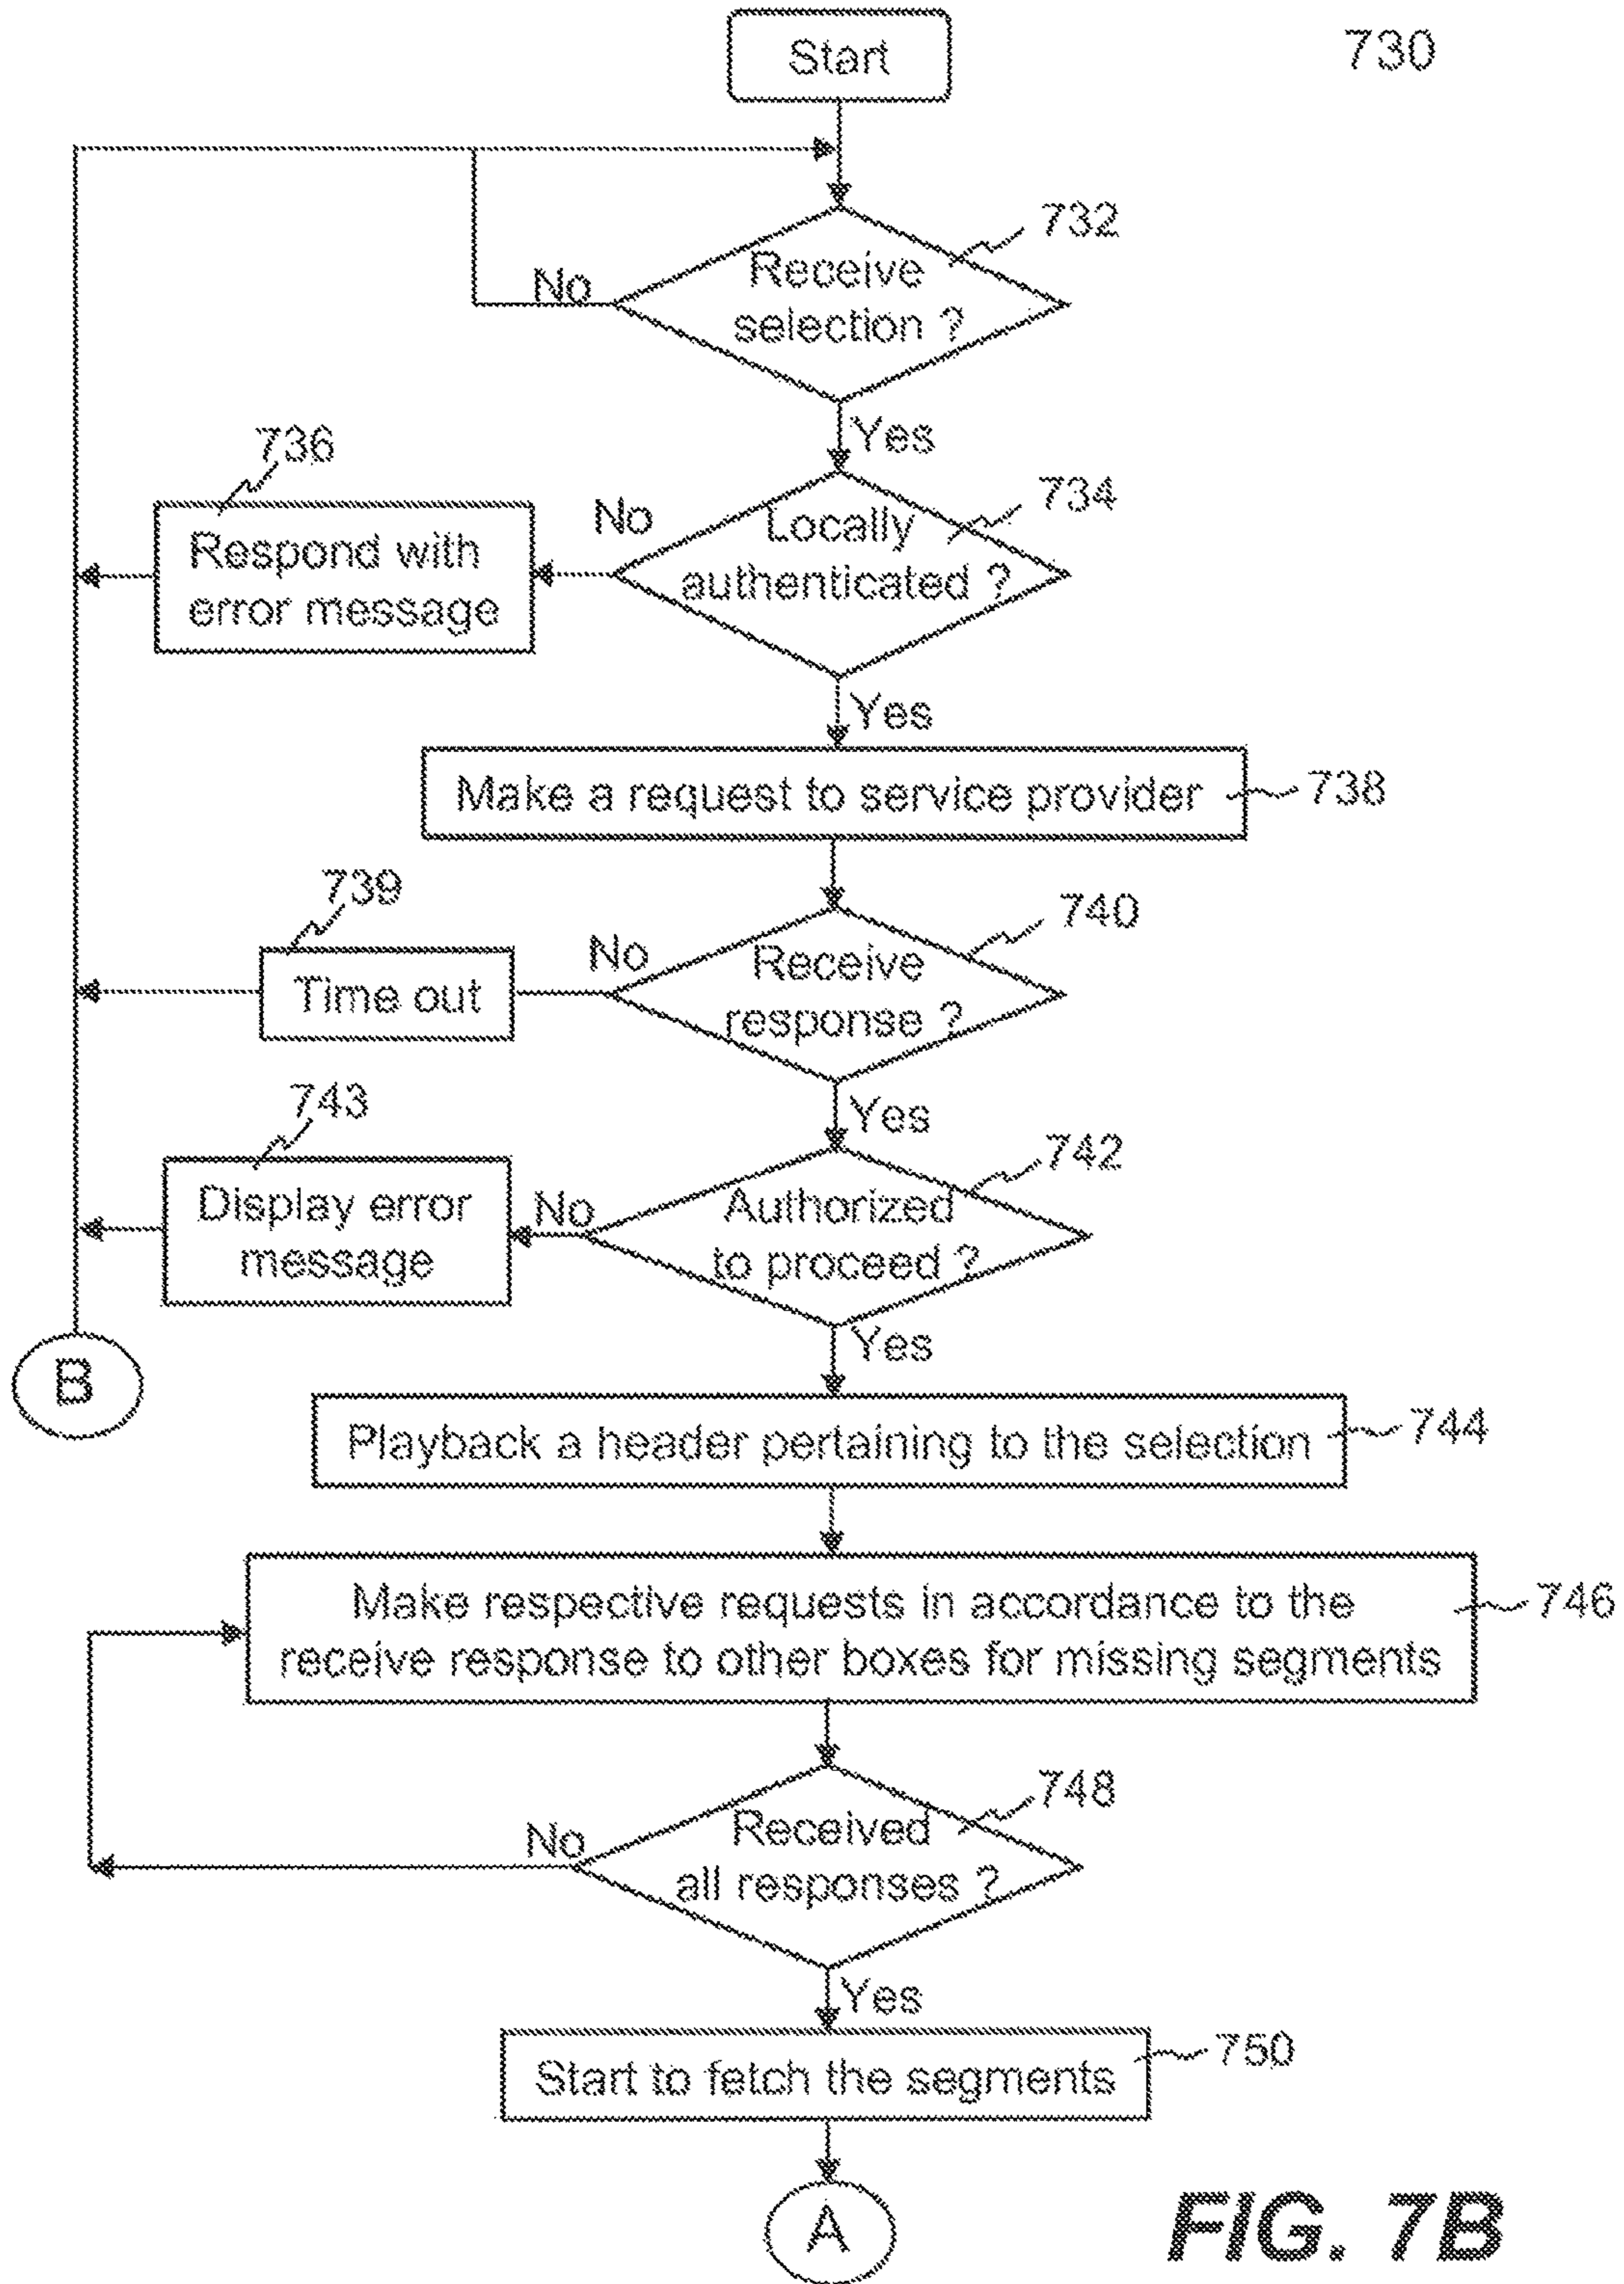 Start
730
732
Receive
selection ?
No
Yes
736
734
No
Locally
authenticated ?
Respond with
error message
Yes
Make a request to service provider
738
739
740
No
Receive
response ?
Time out
743
Yes
742
Display error
message
No
Authorized
to proceed ?
Yes
B
Playback a header pertaining to the selection
744
Make respective requests in accordance to the
receive response to other boxes for missing segments
746
748
No
Received
all responses ?
Yes
Start to fetch the segments
750
A
FIG. 7B